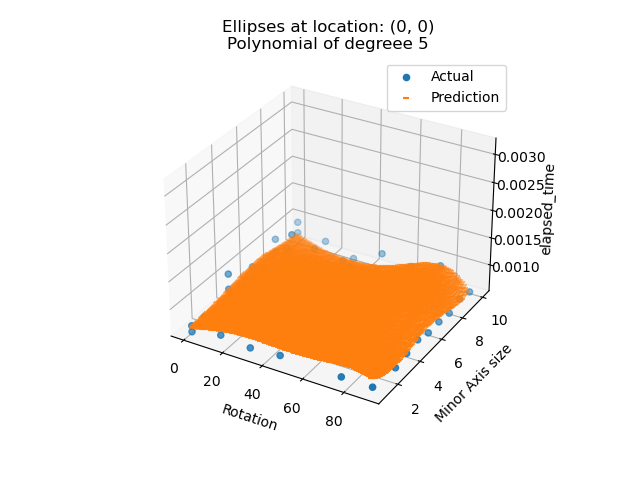 Ellipses at location: (0, 0)
Polynomial of degreee 5
Actual
Prediction
0.0030
0.0025
0.0020
0.0015
0.0010
elapsed_time
0
20
40
60
80
Rotation
2
4
6
8
10
Minor Axis size